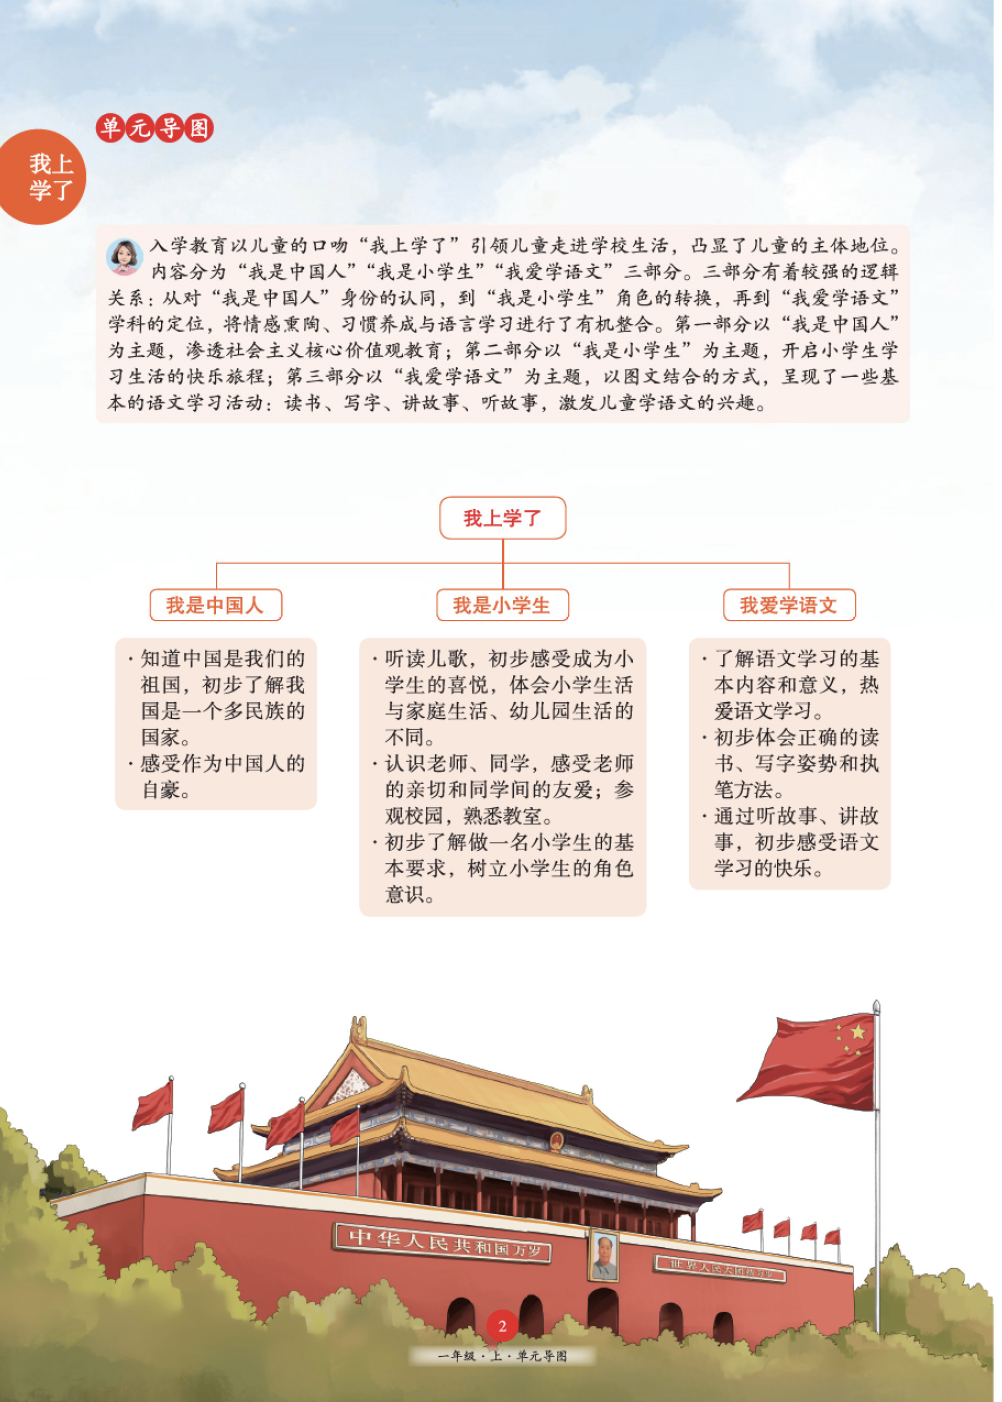 单元导图
我上
学了
入学教育以儿童的口吻“我上学了”引领儿童走进学校生活，凸显了儿童的主体地位。
内容分为“我是中国人”“我是小学生”“我爱学语文”三部分。三部分有着较强的逻辑
关系：从对“我是中国人”身份的认同，到“我是小学生”角色的转换，再到“我爱学语文”
学科的定位，将情感熏陶、习惯养成与语言学习进行了有机整合。第一部分以“我是中国人”
为主题，渗透社会主义核心价值观教育；第二部分以“我是小学生”为主题，开启小学生学
习生活的快乐旅程；第三部分以“我爱学语文”为主题，以图文结合的方式，呈现了一些基
本的语文学习活动：读书、写字、讲故事、听故事，激发儿童学语文的兴趣。
我上学了
我是中国人
·知道中国是我们的
祖国，初步了解我
国是一个多民族的
国家。
·感受作为中国人的
自豪。
我是小学生
·听读儿歌，初步感受成为小
学生的喜悦，体会小学生活
与家庭生活、幼儿园生活的
不同。
·认识老师、同学，感受老师
的亲切和同学间的友爱；参
观校园，熟悉教室。
·初步了解做一名小学生的基
本要求，树立小学生的角色
意识。
我爱学语文
·了解语文学习的基
本内容和意义，热
爱语文学习。
·初步体会正确的读
书、写字姿势和执
笔方法。
·通过听故事、讲故
事，初步感受语文
学习的快乐。
中华人民共和国万岁
世界人民大团结万岁
2
一年级·上·单元导图